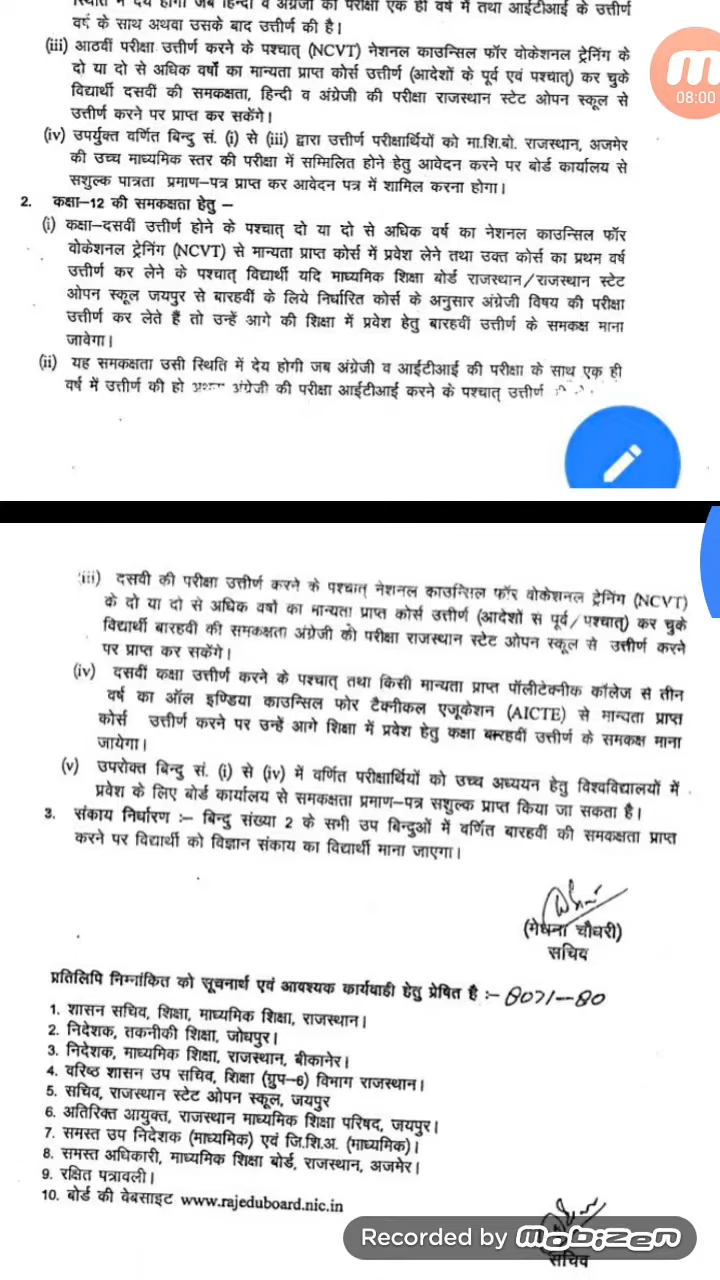 स्थिति में देय होगी जब हिन्दी व अंग्रेजी की परीक्षा एक ही वर्ष में तथा आईटीआई के उत्तीर्ण
वर्ष के साथ अथवा उसके बाद उत्तीर्ण की है।
(iii) आठवीं परीक्षा उत्तीर्ण करने के पश्चात् (NCVT) नेशनल काउन्सिल फॉर वोकेशनल ट्रेनिंग के
दो या दो से अधिक वर्षो का मान्यता प्राप्त कोर्स उत्तीर्ण (आदेशों के पूर्व एवं पश्चात्) कर चुके
विद्यार्थी दसवीं की समकक्षता, हिन्दी व अंग्रेजी की परीक्षा राजस्थान स्टेट ओपन स्कूल से
उत्तीर्ण करने पर प्राप्त कर सकेंगे।
08:00
(iv) उपर्युक्त वर्णित बिन्दु सं. (i) से (iii) द्वारा उत्तीर्ण परीक्षार्थियों को मा.शि.बो. राजस्थान, अजमेर
की उच्च माध्यमिक स्तर की परीक्षा में सम्मिलित होने हेतु आवेदन करने पर बोर्ड कार्यालय से
सशुल्क पात्रता प्रमाण–पत्र प्राप्त कर आवेदन पत्र में शामिल करना होगा।
2. कक्षा–12 की समकक्षता हेतु –
(i) कक्षा–दसवीं उत्तीर्ण होने के पश्चात् दो या दो से अधिक वर्ष का नेशनल काउन्सिल फॉर
वोकेशनल ट्रेनिंग (NCVT) से मान्यता प्राप्त कोर्स में प्रवेश लेने तथा उक्त कोर्स का प्रथम वर्ष
उत्तीर्ण कर लेने के पश्चात् विद्यार्थी यदि माध्यमिक शिक्षा बोर्ड राजस्थान/राजस्थान स्टेट
ओपन स्कूल जयपुर से बारहवीं के लिये निर्धारित कोर्स के अनुसार अंग्रेजी विषय की परीक्षा
उत्तीर्ण कर लेते हैं तो उन्हें आगे की शिक्षा में प्रवेश हेतु बारहवीं उत्तीर्ण के समकक्ष माना
जावेगा।
(ii) यह समकक्षता उसी स्थिति में देय होगी जब अंग्रेजी व आईटीआई की परीक्षा के साथ एक ही
वर्ष में उत्तीर्ण की हो अथवा अंग्रेजी की परीक्षा आईटीआई करने के पश्चात् उत्तीर्ण
(iii) दसवी की परीक्षा उत्तीर्ण करने के पश्चात् नेशनल काउन्सिल फॉर वोकेशनल ट्रेनिंग (NCVT)
के दो या दो से अधिक वर्षो का मान्यता प्राप्त कोर्स उत्तीर्ण (आदेशों से पूर्व/पश्चात्) कर चुके
विद्यार्थी बारहवी की समकक्षता अंग्रेजी की परीक्षा राजस्थान स्टेट ओपन स्कूल से उत्तीर्ण करने
पर प्राप्त कर सकेंगे।
(iv) दसवीं कक्षा उत्तीर्ण करने के पश्चात् तथा किसी मान्यता प्राप्त पॉलीटेक्नीक कॉलेज से तीन
वर्ष का ऑल इण्डिया काउन्सिल फोर टैक्नीकल एजूकेशन (AICTE) से मान्यता प्राप्त
कोर्स उत्तीर्ण करने पर उन्हें आगे शिक्षा में प्रवेश हेतु कक्षा बारहवीं उत्तीर्ण के समकक्ष माना
जायेगा।
(v) उपरोक्त बिन्दु सं. (i) से (iv) में वर्णित परीक्षार्थियों को उच्च अध्ययन हेतु विश्वविद्यालयों में
प्रवेश के लिए बोर्ड कार्यालय से समकक्षता प्रमाण–पत्र सशुल्क प्राप्त किया जा सकता है।
3. संकाय निर्धारण :– बिन्दु संख्या 2 के सभी उप बिन्दुओं में वर्णित बारहवीं की समकक्षता प्राप्त
करने पर विद्यार्थी को विज्ञान संकाय का विद्यार्थी माना जाएगा।
(मेघना चौधरी)
सचिव
प्रतिलिपि निम्नांकित को सूचनार्थ एवं आवश्यक कार्यवाही हेतु प्रेषित है :– 8071–80
1. शासन सचिव, शिक्षा, माध्यमिक शिक्षा, राजस्थान।
2. निदेशक, तकनीकी शिक्षा, जोधपुर।
3. निदेशक, माध्यमिक शिक्षा, राजस्थान, बीकानेर।
4. वरिष्ठ शासन उप सचिव, शिक्षा (ग्रुप–6) विभाग राजस्थान।
5. सचिव, राजस्थान स्टेट ओपन स्कूल, जयपुर
6. अतिरिक्त आयुक्त, राजस्थान माध्यमिक शिक्षा परिषद, जयपुर।
7. समस्त उप निदेशक (माध्यमिक) एवं जि.शि.अ. (माध्यमिक)।
8. समस्त अधिकारी, माध्यमिक शिक्षा बोर्ड, राजस्थान, अजमेर।
9. रक्षित पत्रावली।
10. बोर्ड की वेबसाइट www.rajeduboard.nic.in
Recorded by mobizen
सचिव